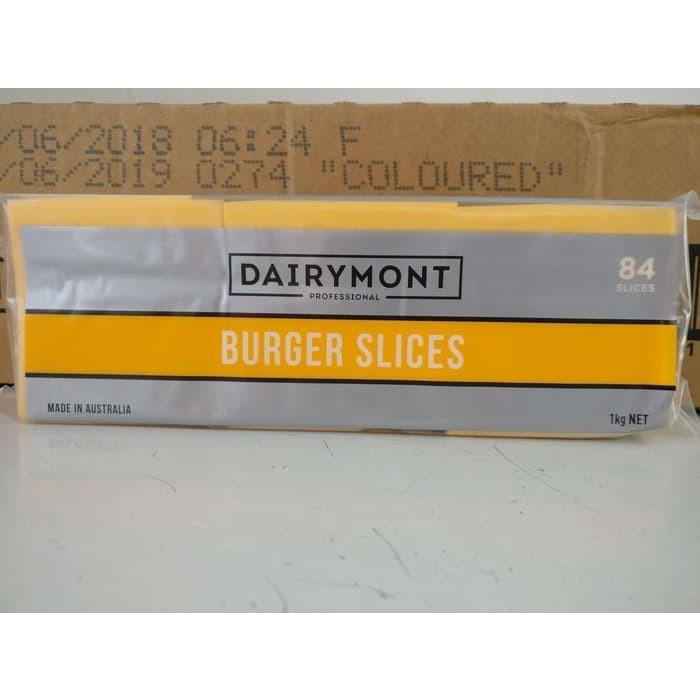 /06/2018 06:24 F
/06/2019 0274 "COLOURED"
DAIRYMONT
PROFESSIONAL
84
SLICES
BURGER SLICES
MADE IN AUSTRALIA
1kg NET
1